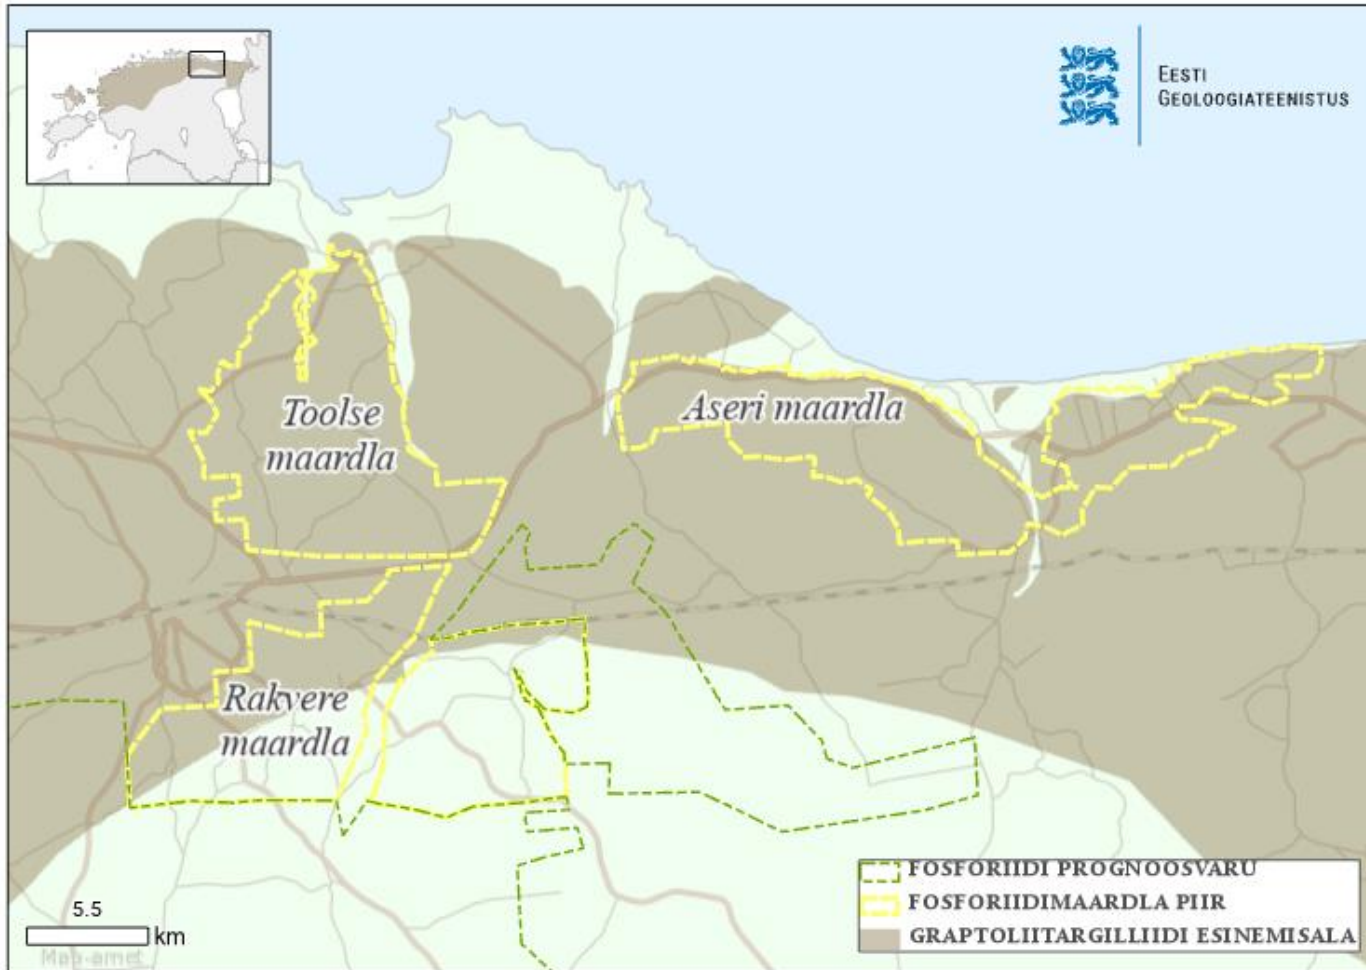 EESTI
GEOLOOGIATEENISTUS
Toolse
maardla
Aseri maardla
Rakvere
maardla
5.5
km
Maa-amet
FOSFORIIDI PROGNOOSVARU
FOSFORIIDIMAARDLA PIIR
GRAPTOLIITARGILLIIDI ESINEMISALA